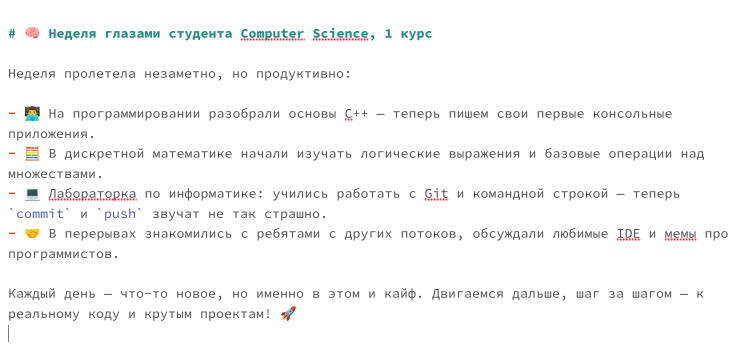 # 🧠 Неделя глазами студента Computer Science, 1 курс
Неделя пролетела незаметно, но продуктивно:
- 👨‍💻 На программировании разобрали основы C++ — теперь пишем свои первые консольные
приложения.
- 🧮 В дискретной математике начали изучать логические выражения и базовые операции над
множествами.
- 💻 Лабораторка по информатике: учились работать с Git и командной строкой — теперь
`commit` и `push` звучат не так страшно.
- 🤝 В перерывах знакомились с ребятами с других потоков, обсуждали любимые IDE и мемы про
программистов.
Каждый день — что-то новое, но именно в этом и кайф. Двигаемся дальше, шаг за шагом — к
реальному коду и крутым проектам! 🚀